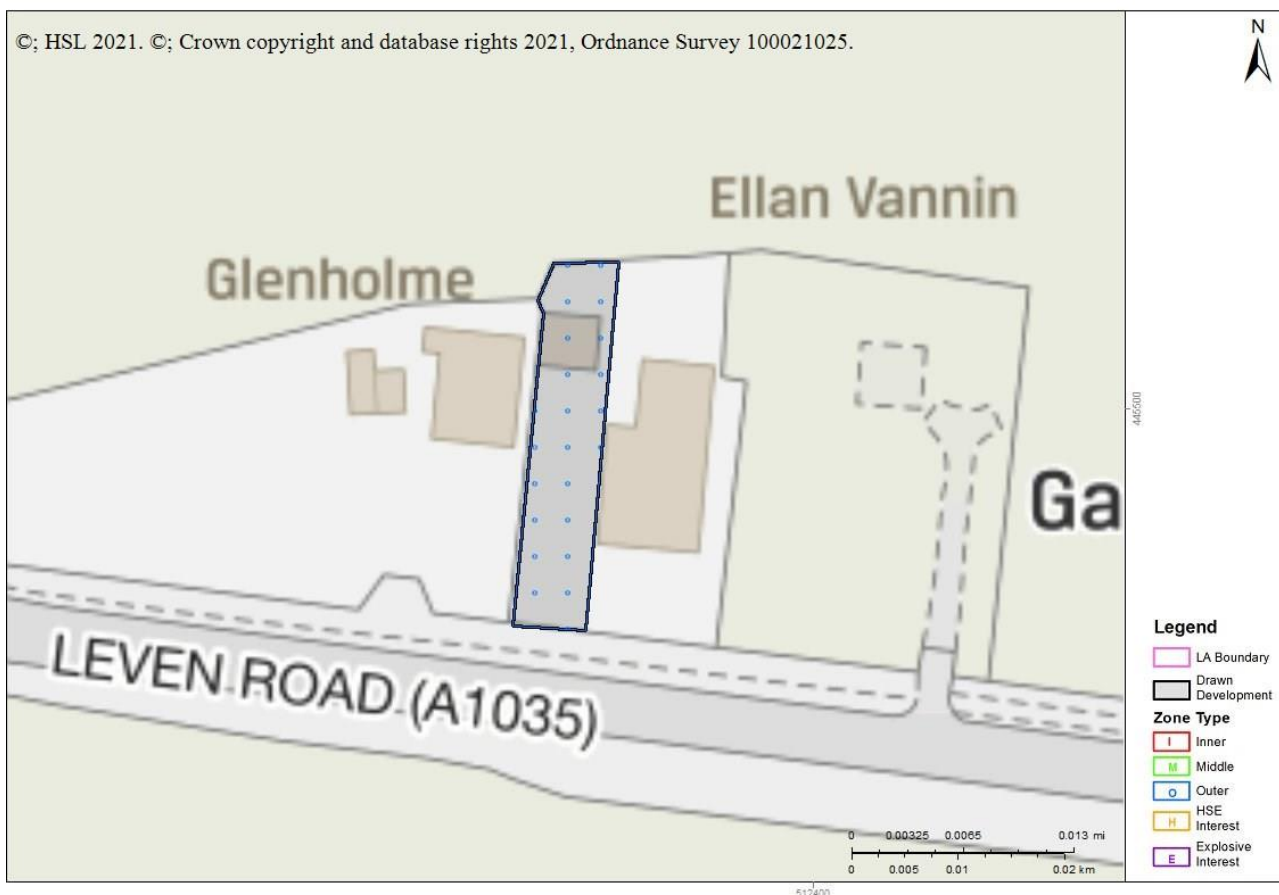 ©; HSL 2021. ©; Crown copyright and database rights 2021, Ordnance Survey 100021025.
N
Ellan Vannin
Glenholme
446500
Ga
LEVEN ROAD (A1035)
Legend
LA Boundary
Drawn
Development
Zone Type
I Inner
M Middle
O Outer
H HSE
Interest
E Explosive
Interest
0 0.00325 0.0065 0.013 mi
0 0.005 0.01 0.02 km
512400